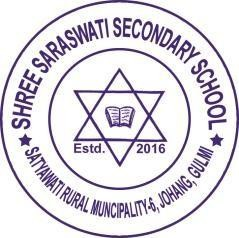 SHREE SARASWATI SECONDARY SCHOOL
Estd. 2016
SATYAWATI RURAL MUNCIPALITY-6, JOHANG, GULMI